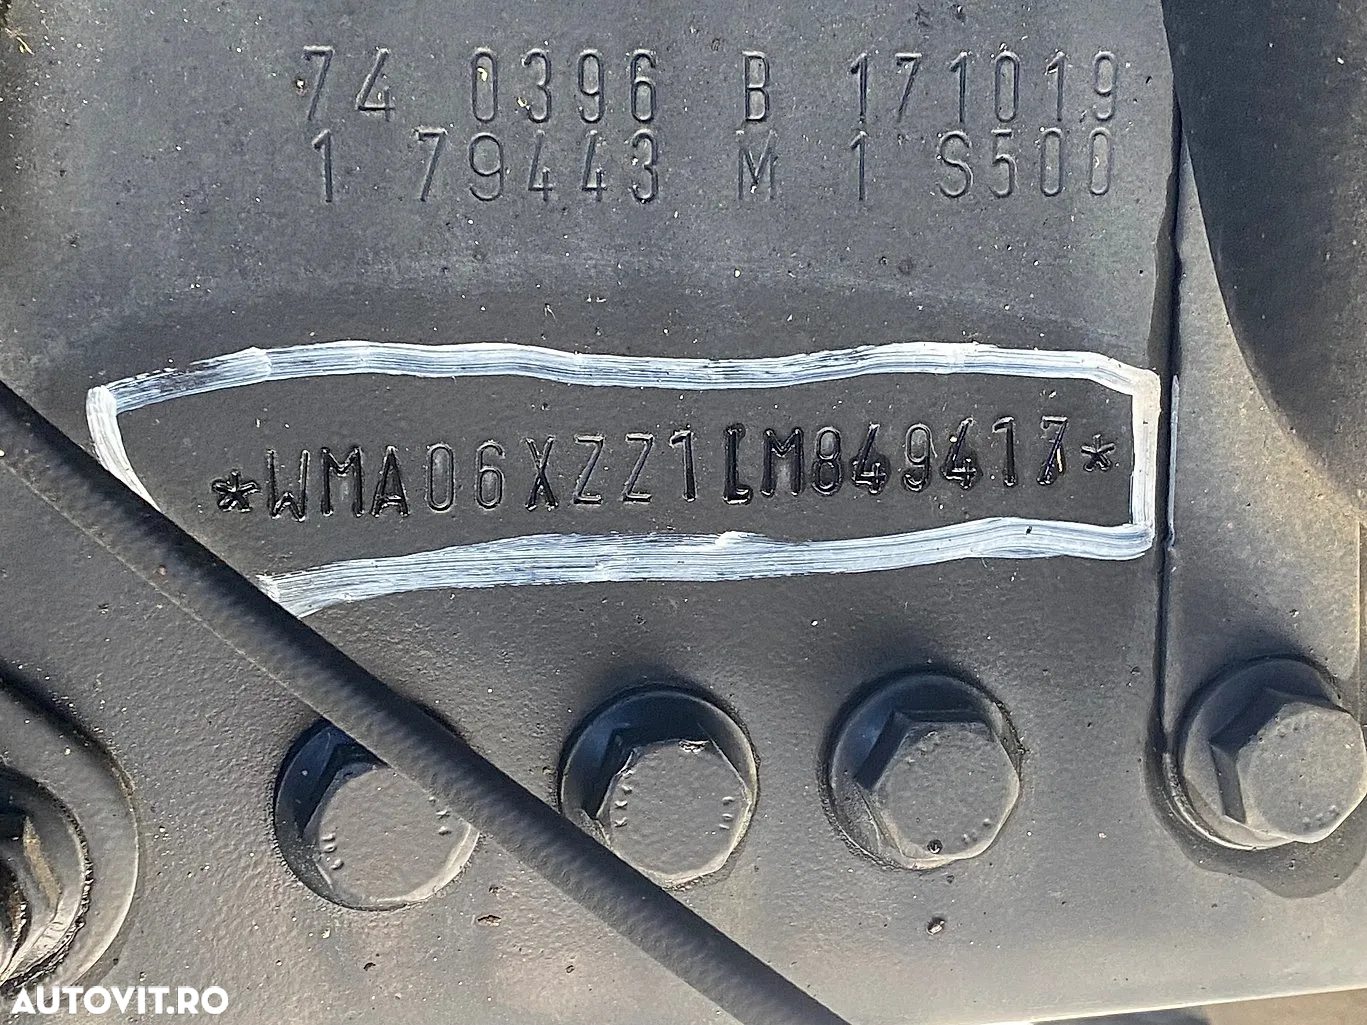 74 0396 B 171019
1 79443 M 1 S500
*WMA06XZZ1LM849417*
AUTOVIT.RO